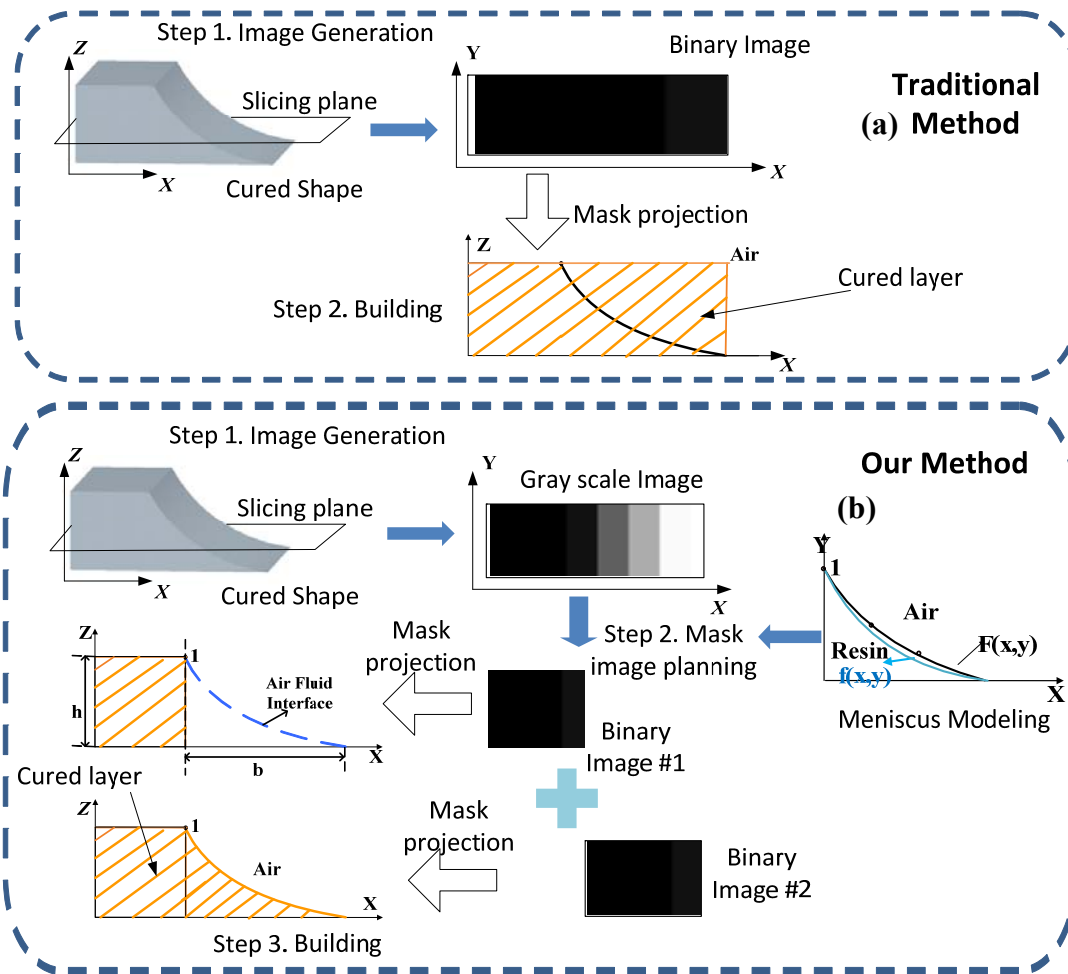 Step 1. Image Generation
Z
Slicing plane
X
Cured Shape
Y
Binary Image
X
Traditional
(a) Method
Mask projection
Z
Air
Cured layer
Step 2. Building
X
Step 1. Image Generation
Z
Slicing plane
X
Cured Shape
Y
Gray scale Image
X
Our Method
(b)
Y
1
Air
Resin
F(x,y)
f(x,y)
X
Meniscus Modeling
Step 2. Mask
image planning
Z
1
Mask
projection
Air Fluid
Interface
h
X
b
Binary
Image #1
Cured layer
Z
1
Mask
projection
Air
X
Binary
Image #2
Step 3. Building